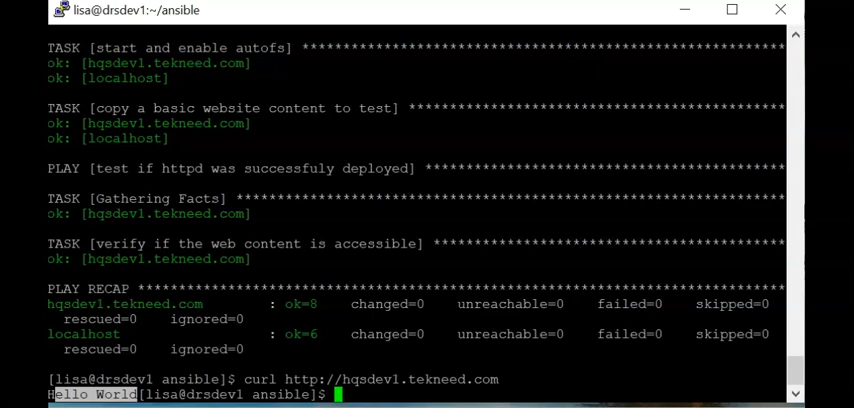 lisa@drsdev1:~/ansible
TASK [start and enable autofs] ************************************************
ok: [hqsdev1.tekneed.com]
ok: [localhost]
TASK [copy a basic website content to test] ***********************************
ok: [hqsdev1.tekneed.com]
ok: [localhost]
PLAY [test if httpd was successfuly deployed] *********************************
TASK [Gathering Facts] ********************************************************
ok: [hqsdev1.tekneed.com]
TASK [verify if the web content is accessible] ********************************
ok: [hqsdev1.tekneed.com]
PLAY RECAP ********************************************************************
hqsdev1.tekneed.com : ok=8 changed=0 unreachable=0 failed=0 skipped=0
rescued=0 ignored=0
localhost : ok=6 changed=0 unreachable=0 failed=0 skipped=0
rescued=0 ignored=0
[lisa@drsdev1 ansible]$ curl http://hqsdev1.tekneed.com
Hello World[lisa@drsdev1 ansible]$